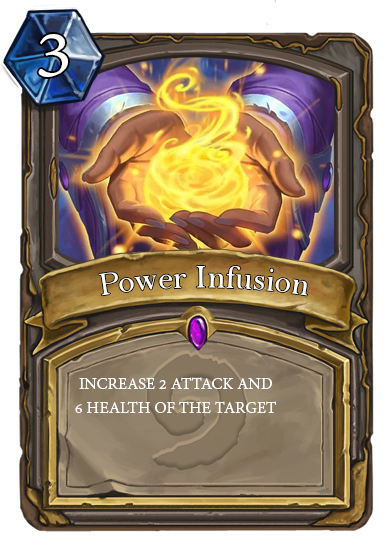 3
Power Infusion
INCREASE 2 ATTACK AND
6 HEALTH OF THE TARGET